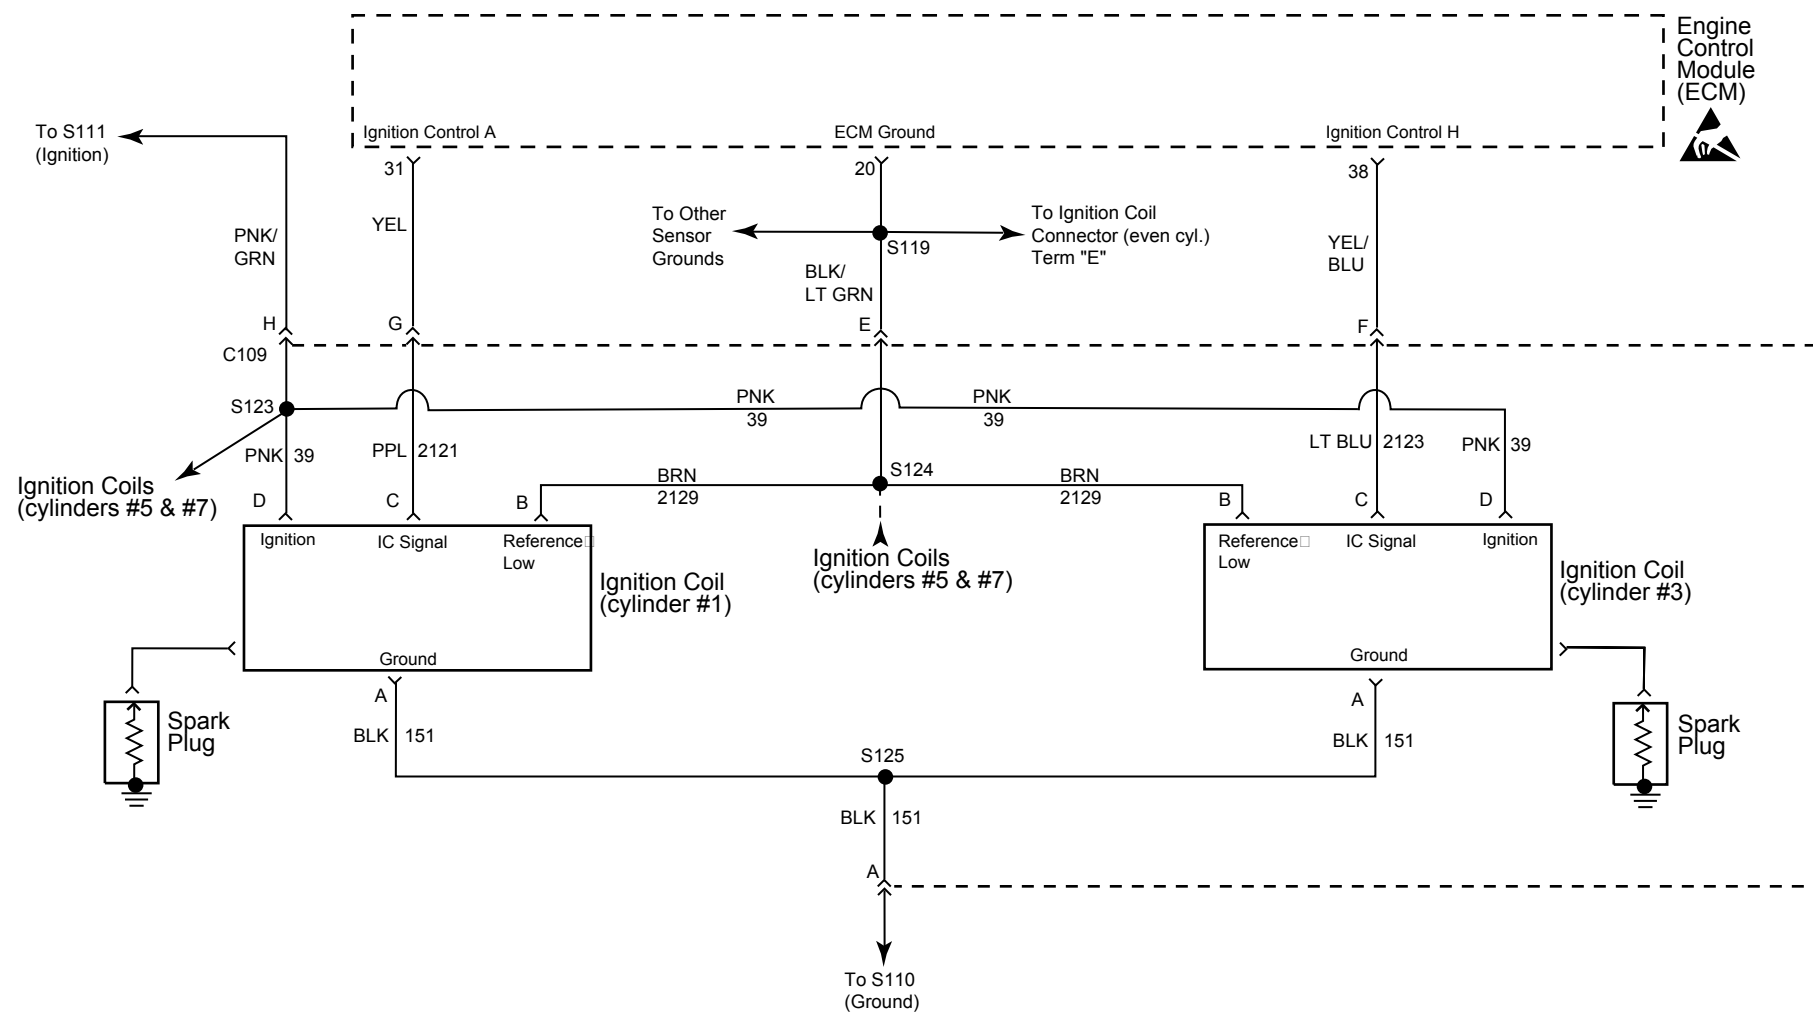 Engine
Control
Module
(ECM)
To S111
(Ignition)
Ignition Control A
ECM Ground
Ignition Control H
31
20
38
YEL
To Other
Sensor
Grounds
S119
To Ignition Coil
Connector (even cyl.)
Term "E"
PNK/
GRN
BLK/
LT GRN
YEL/
BLU
H
G
E
F
C109
S123
PNK
39
PNK
39
PNK 39
PPL 2121
LT BLU 2123
PNK 39
Ignition Coils
(cylinders #5 & #7)
BRN
2129
S124
BRN
2129
D
C
B
B
C
D
Ignition
IC Signal
Reference
Low
Ignition Coil
(cylinder #1)
Ignition Coils
(cylinders #5 & #7)
Reference
Low
IC Signal
Ignition
Ignition Coil
(cylinder #3)
Ground
Ground
A
A
Spark
Plug
BLK 151
S125
BLK 151
Spark
Plug
BLK 151
A
To S110
(Ground)